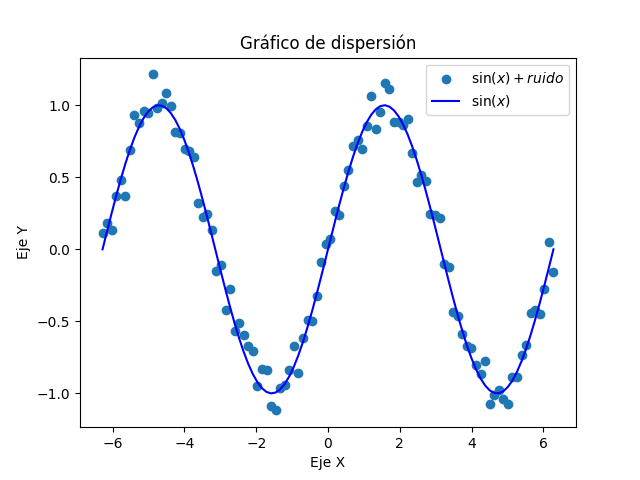 Gráfico de dispersión
sin(x) + ruido
sin(x)
1.0
0.5
0.0
−0.5
−1.0
Eje Y
−6 −4 −2 0 2 4 6
Eje X